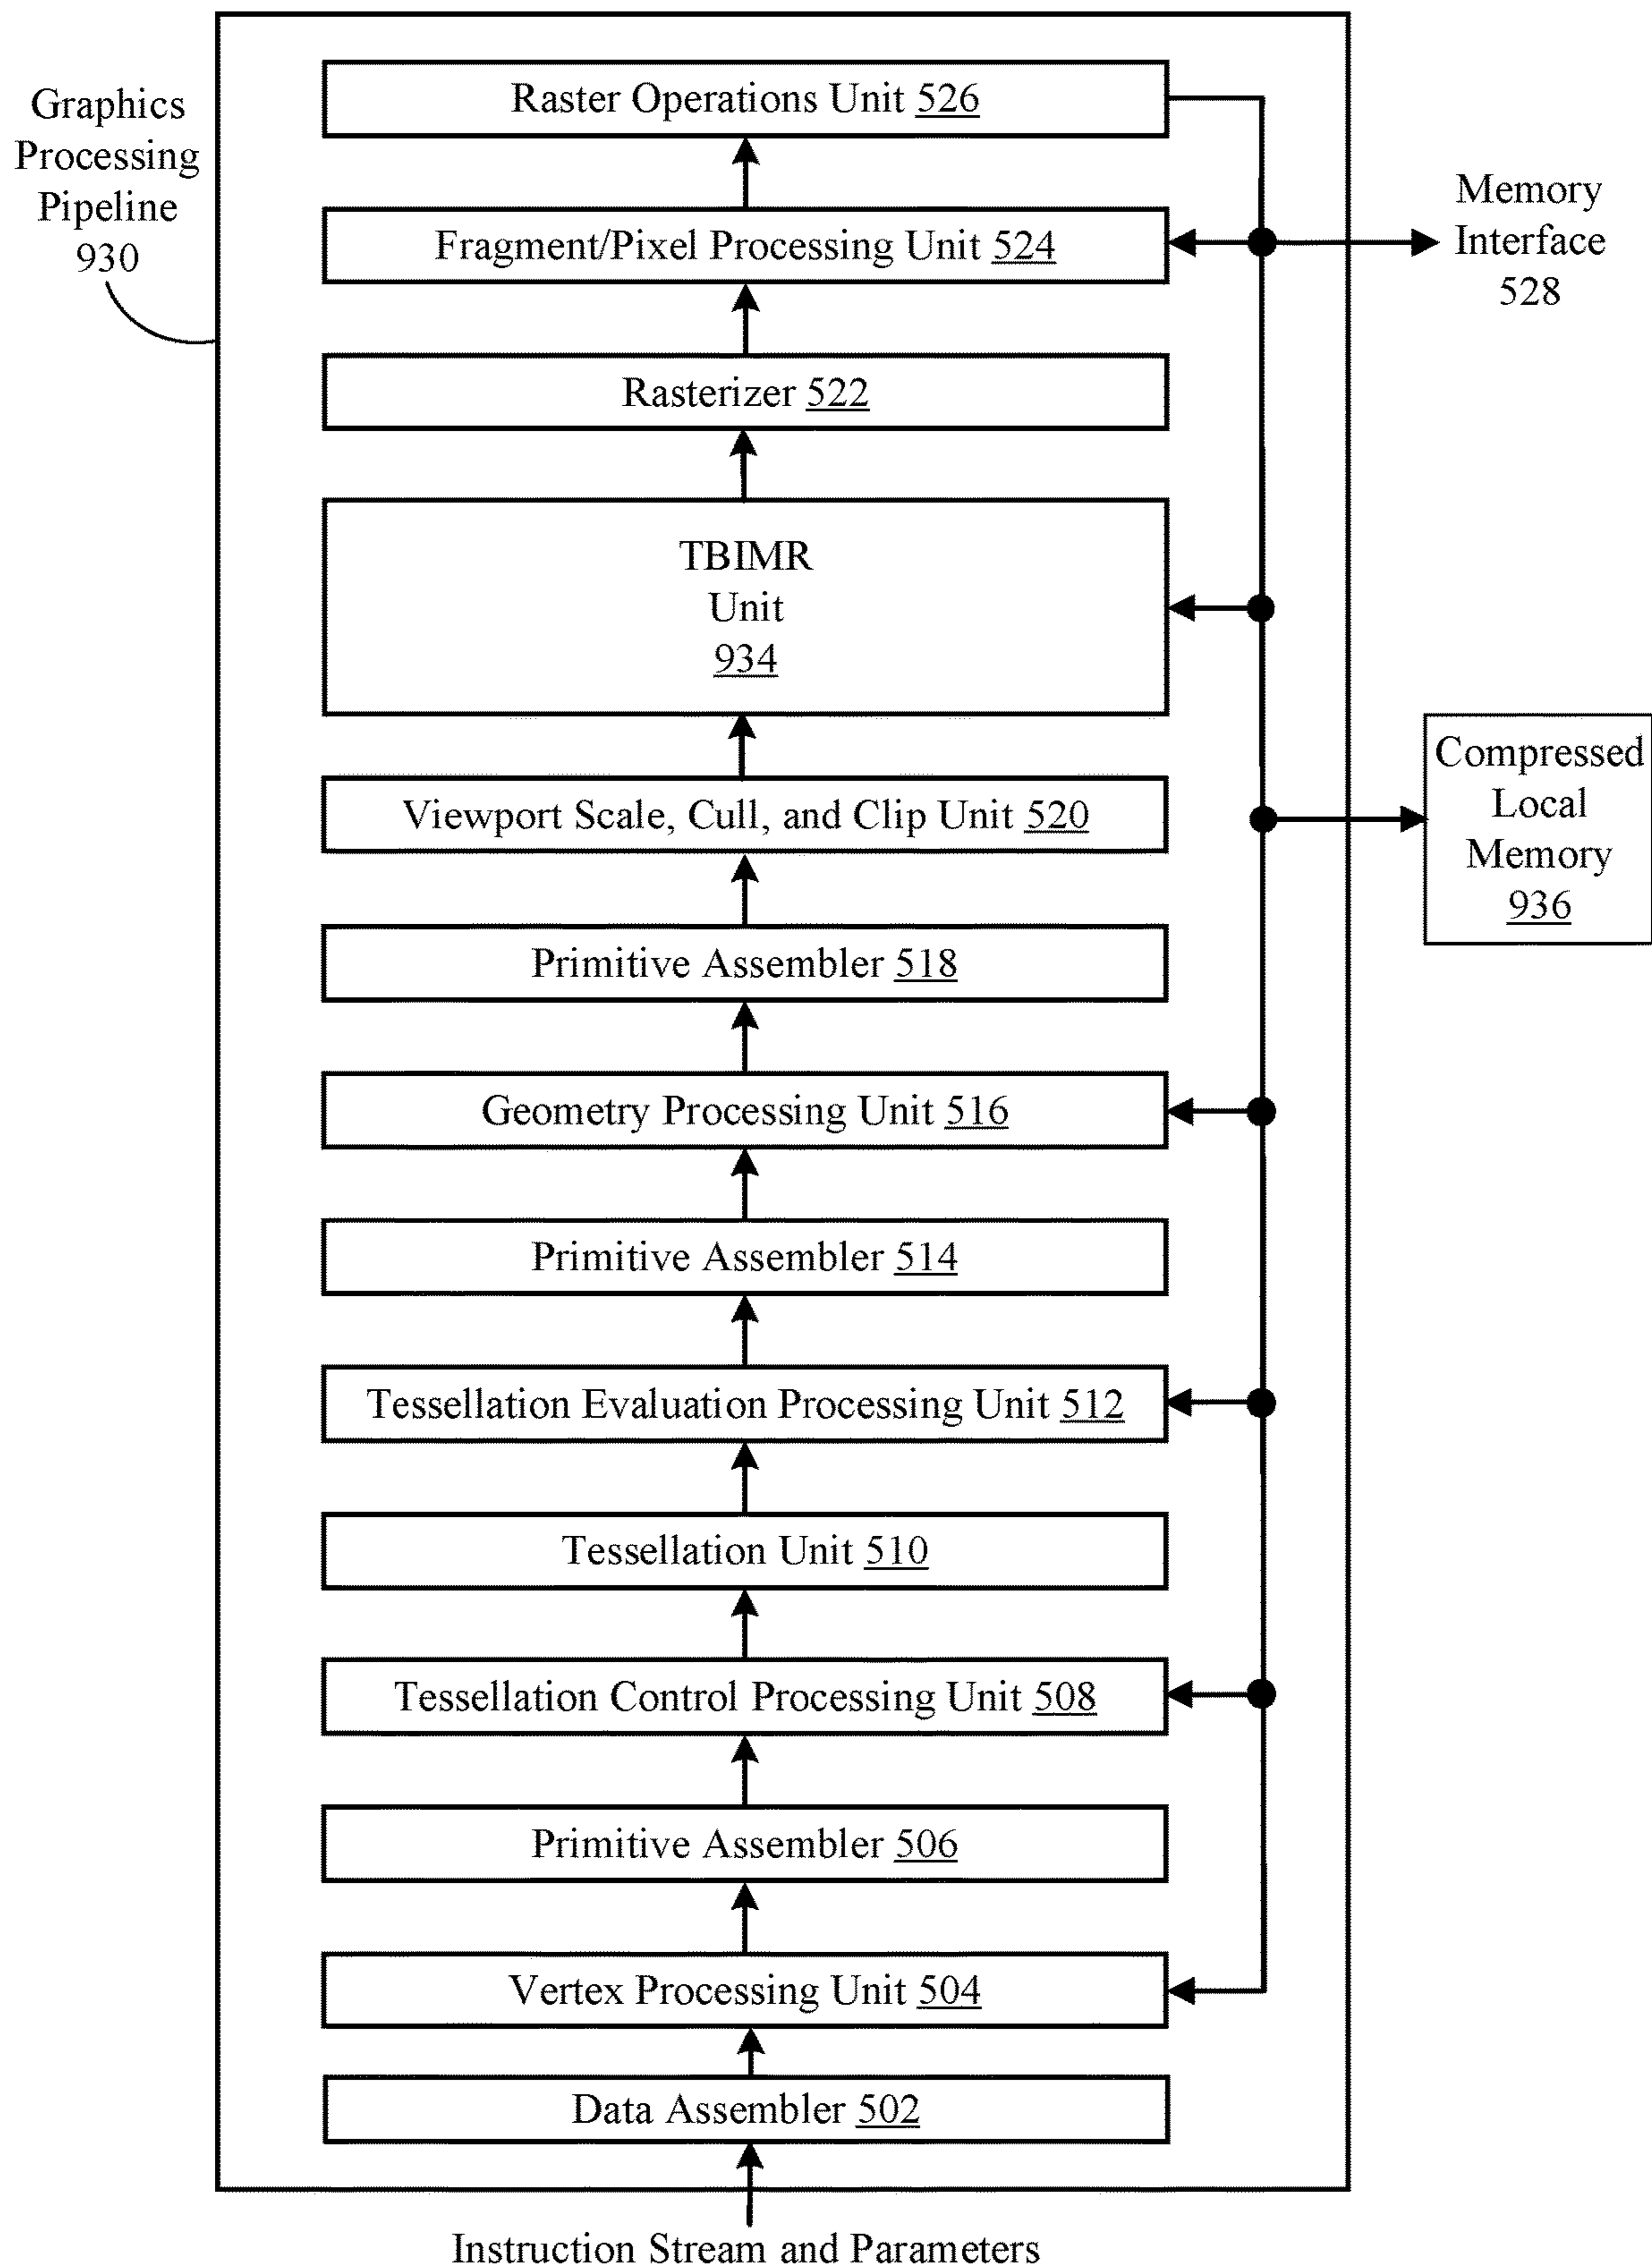 Graphics
Processing
Pipeline
930
Raster Operations Unit 526
Fragment/Pixel Processing Unit 524
Memory
Interface
528
Rasterizer 522
TBIMR
Unit
934
Viewport Scale, Cull, and Clip Unit 520
Compressed
Local
Memory
936
Primitive Assembler 518
Geometry Processing Unit 516
Primitive Assembler 514
Tessellation Evaluation Processing Unit 512
Tessellation Unit 510
Tessellation Control Processing Unit 508
Primitive Assembler 506
Vertex Processing Unit 504
Data Assembler 502
Instruction Stream and Parameters